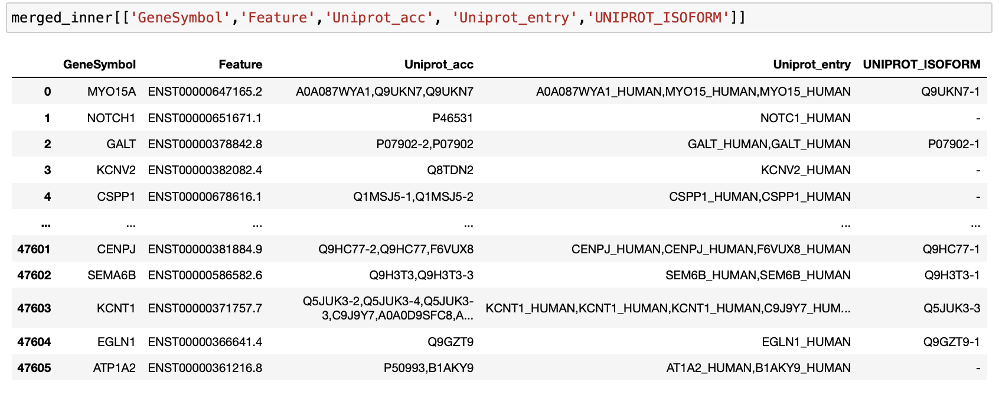 merged_inner[['GeneSymbol','Feature','Uniprot_acc', 'Uniprot_entry','UNIPROT_ISOFORM']]
GeneSymbol Feature Uniprot_acc Uniprot_entry UNIPROT_ISOFORM
0 MYO15A ENST00000647165.2 A0A087WYA1,Q9UKN7,Q9UKN7 A0A087WYA1_HUMAN,MYO15_HUMAN,MYO15_HUMAN Q9UKN7-1
1 NOTCH1 ENST00000651671.1 P46531 NOTC1_HUMAN -
2 GALT ENST00000378842.8 P07902-2,P07902 GALT_HUMAN,GALT_HUMAN P07902-1
3 KCNV2 ENST00000382082.4 Q8TDN2 KCNV2_HUMAN -
4 CSPP1 ENST00000678616.1 Q1MSJ5-1,Q1MSJ5-2 CSPP1_HUMAN,CSPP1_HUMAN -
... ... ... ... ... ...
47601 CENPJ ENST00000381884.9 Q9HC77-2,Q9HC77,F6VUX8 CENPJ_HUMAN,CENPJ_HUMAN,F6VUX8_HUMAN Q9HC77-1
47602 SEMA6B ENST00000586582.6 Q9H3T3,Q9H3T3-3 SEM6B_HUMAN,SEM6B_HUMAN Q9H3T3-1
47603 KCNT1 ENST00000371757.7 Q5JUK3-2,Q5JUK3-4,Q5JUK3- KCNT1_HUMAN,KCNT1_HUMAN,KCNT1_HUMAN,C9J9Y7_HUM... Q5JUK3-3
3,C9J9Y7,A0A0D9SFC8,A...
47604 EGLN1 ENST00000366641.4 Q9GZT9 EGLN1_HUMAN Q9GZT9-1
47605 ATP1A2 ENST00000361216.8 P50993,B1AKY9 AT1A2_HUMAN,B1AKY9_HUMAN -